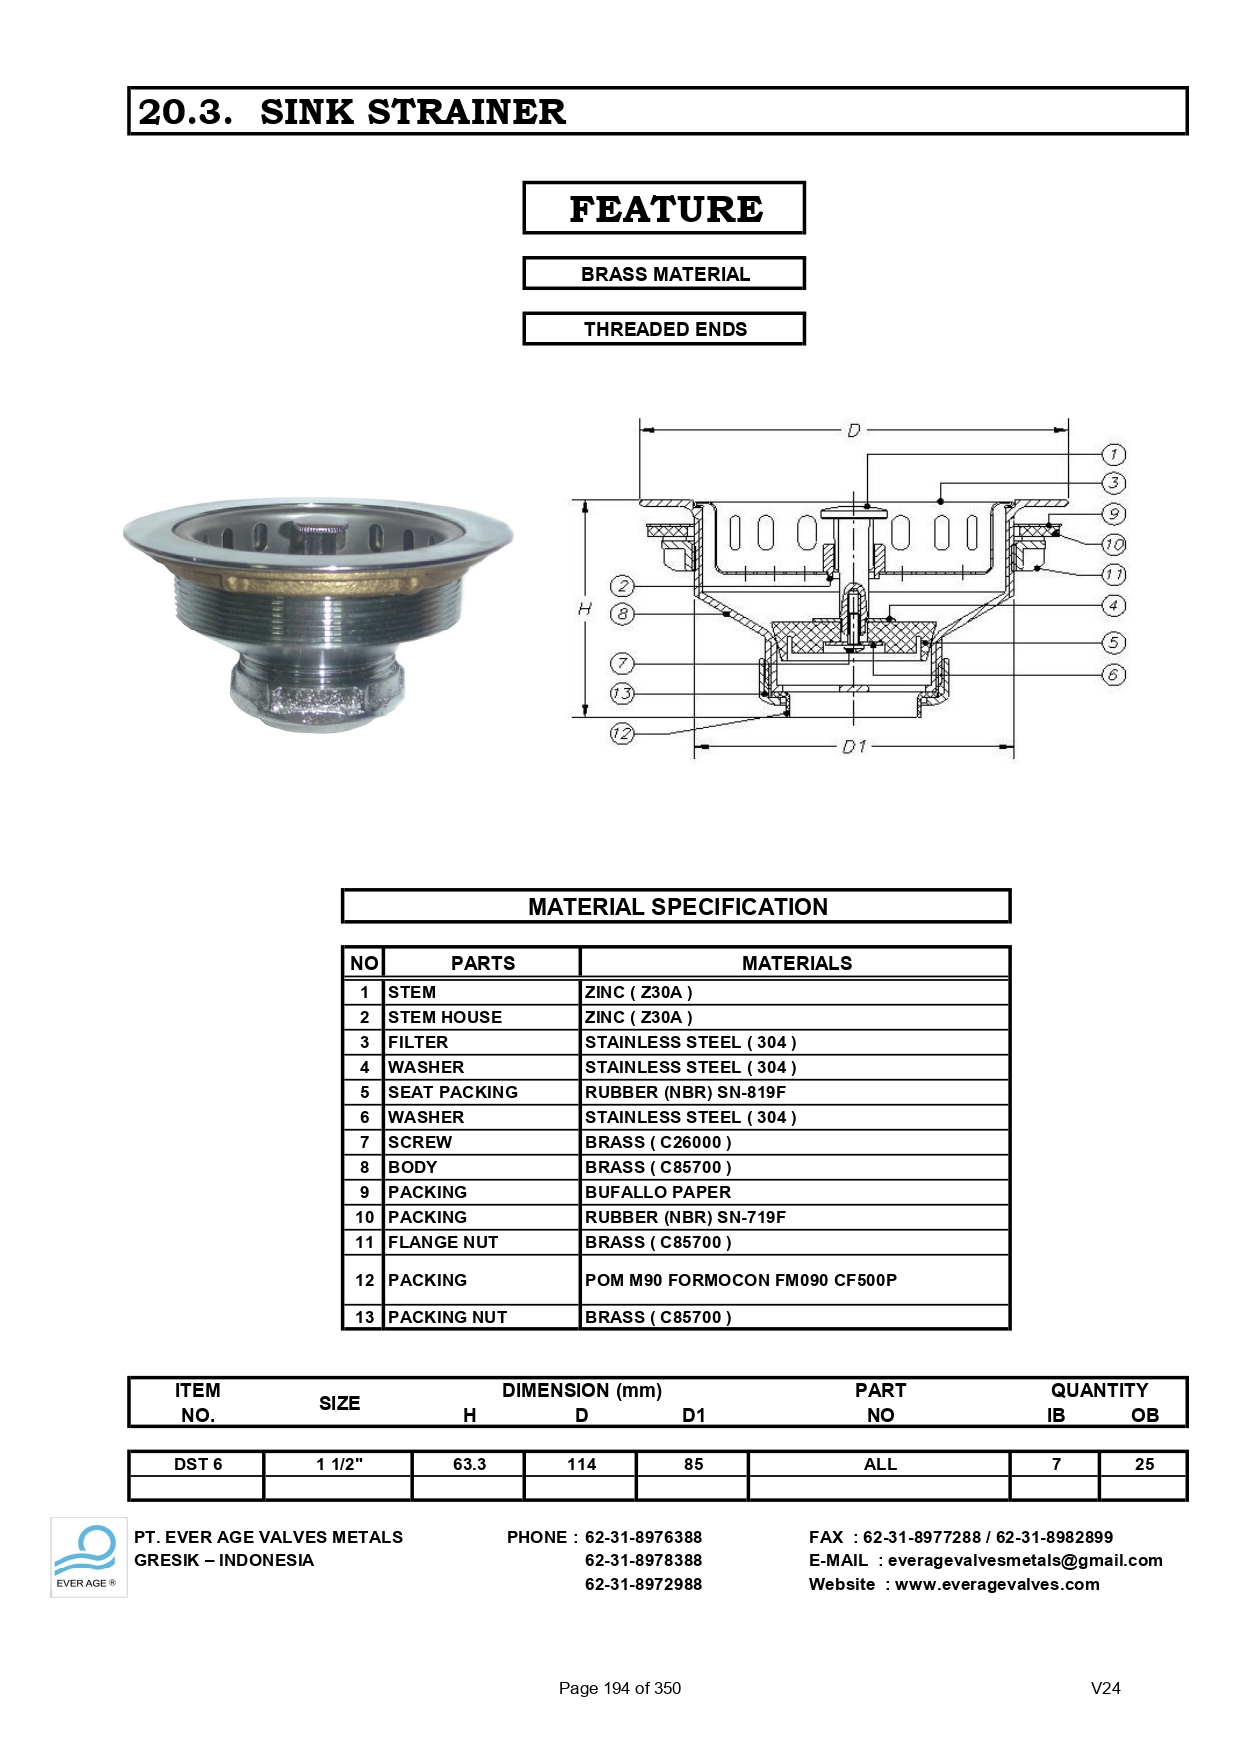 20.3. SINK STRAINER
FEATURE
BRASS MATERIAL
THREADED ENDS
D
1
3
9
10
11
2
H
4
8
5
7
6
13
12
D1
MATERIAL SPECIFICATION
NO PARTS MATERIALS
1 STEM ZINC ( Z30A )
2 STEM HOUSE ZINC ( Z30A )
3 FILTER STAINLESS STEEL ( 304 )
4 WASHER STAINLESS STEEL ( 304 )
5 SEAT PACKING RUBBER (NBR) SN-819F
6 WASHER STAINLESS STEEL ( 304 )
7 SCREW BRASS ( C26000 )
8 BODY BRASS ( C85700 )
9 PACKING BUFALLO PAPER
10 PACKING RUBBER (NBR) SN-719F
11 FLANGE NUT BRASS ( C85700 )
12 PACKING POM M90 FORMOCON FM090 CF500P
13 PACKING NUT BRASS ( C85700 )
ITEM DIMENSION (mm) PART QUANTITY
SIZE
NO. H D D1 NO IB OB
DST 6 1 1/2" 63.3 114 85 ALL 7 25
PT. EVER AGE VALVES METALS PHONE : 62-31-8976388 FAX : 62-31-8977288 / 62-31-8982899
GRESIK – INDONESIA 62-31-8978388 E-MAIL : everagevalvesmetals@gmail.com
EVER AGE ® 62-31-8972988 Website : www.everagevalves.com
Page 194 of 350 V24